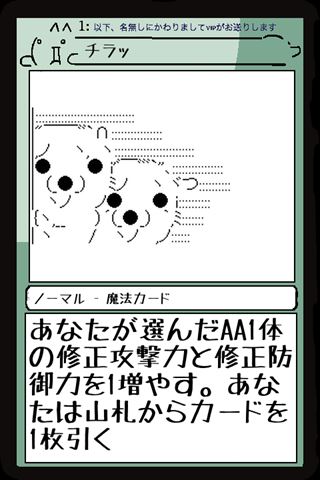 1: 以下、名無しにかわりましてVIPがお送りします
チラッ
ノーマル - 魔法カード
あなたが選んだAA1体
の修正攻撃力と修正防
御力を1増やす。あな
たは山札からカードを
1枚引く